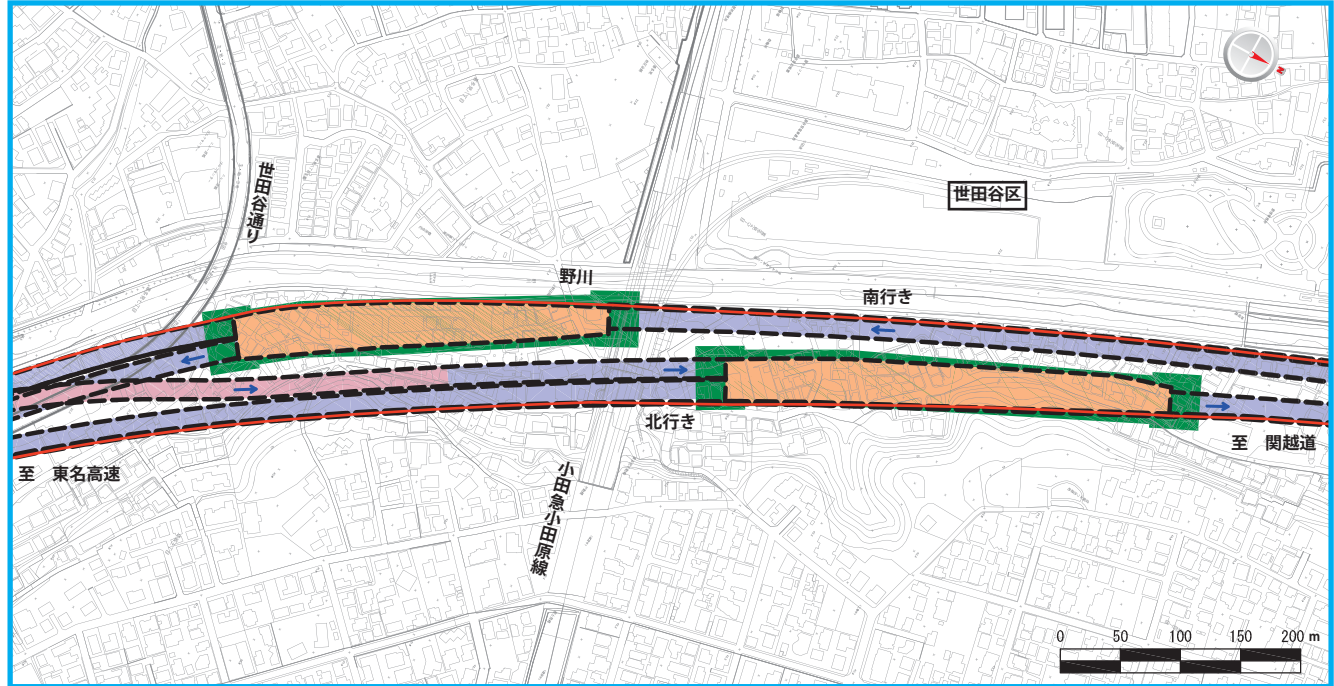 世田谷通り
世田谷区
野川
南行き
北行き
至 東名高速
至 関越道
小田急小田原線
0 50 100 150 200 m